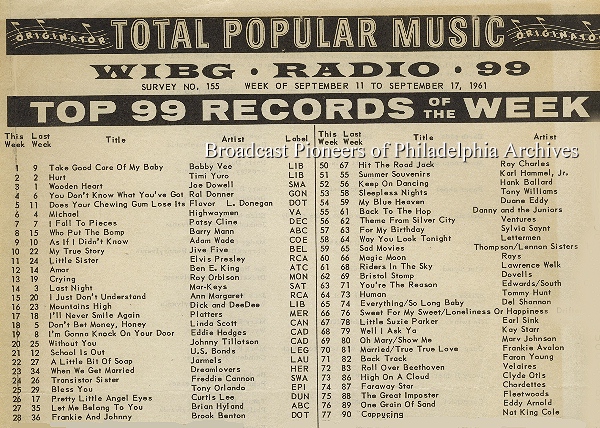 ORIGINATOR TOTAL POPULAR MUSIC ORIGINATOR
WIBG · RADIO · 99
SURVEY NO. 155 WEEK OF SEPTEMBER 11 TO SEPTEMBER 17, 1961
TOP 99 RECORDS OF THE WEEK
This Week Last Week Title Artist Label
1 9 Take Good Care Of My Baby Bobby Vee LIB
2 2 Hurt Timi Yuro LIB
3 1 Wooden Heart Joe Dowell SMA
4 6 You Don't Know What You've Got Ral Donner GON
5 11 Does Your Chewing Gum Lose Its Flavor L. Donegan DOT
6 4 Michael Highwaymen VA
7 7 I Fall To Pieces Patsy Cline DEC
8 15 Who Put The Bomp Barry Mann ABC
9 10 As If I Didn't Know Adam Wade COE
10 22 My True Story Jive Five BEL
11 24 Little Sister Elvis Presley RCA
12 14 Amor Ben E. King ATC
13 19 Crying Roy Orbison MON
14 3 Last Night Mar-Keys SAT
15 20 I Just Don't Understand Ann Margaret RCA
16 23 Mountains High Dick and DeeDee LIB
17 18 I'll Never Smile Again Platters MER
18 5 Don't Bet Money, Honey Linda Scott CAN
19 8 I'm Gonna Knock On Your Door Eddie Hodges CAD
20 25 Without You Johnny Tillotson CAD
21 12 School Is Out U.S. Bonds LEG
22 27 A Little Bit Of Soap Jarmels LAU
23 34 When We Get Married Dreamlovers HER
24 26 Transistor Sister Freddie Cannon SWA
25 29 Bless You Tony Orlando EPI
26 17 Pretty Little Angel Eyes Curtis Lee DUN
27 35 Let Me Belong To You Brian Hyland ABC
28 36 Frankie And Johnny Brook Benton DOT
This Week Last Week Title Artist
Broadcast Pioneers of Philadelphia Archives
50 67 Hit The Road Jack Ray Charles
51 55 Summer Souvenirs Karl Hammel, Jr.
52 56 Keep On Dancing Hank Ballard
53 58 Sleepless Nights Tony Williams
54 59 My Blue Heaven Duane Eddy
55 61 Back To The Hop Danny and the Juniors
56 62 Theme From Silver City Ventures
57 63 For My Birthday Sylvia Saynt
58 64 Way You Look Tonight Lettermen
59 65 Sad Movies Thompson/Lennon Sisters
60 66 Magic Moon Rays
61 68 Riders In The Sky Lawrence Welk
62 69 Bristol Stomp Dovells
63 71 You're The Reason Edwards/South
64 73 Human Tommy Hunt
65 74 Everything/So Long Baby Del Shannon
66 76 Sweet For My Sweet/Loneliness Or Happiness
67 78 Little Suzie Parker Earl Sink
68 79 Well I Ask Ya Kay Starr
69 80 Oh Mary/Show Me Marv Johnson
70 81 Married/True True Love Frankie Avalon
71 82 Back Track Faron Young
72 83 Roll Over Beethoven Velaires
73 86 High On A Cloud Clyde Otis
74 87 Faraway Star Chordettes
75 88 The Great Imposter Fleetwoods
76 89 One Grain Of Sand Eddy Arnold
77 90 Cappucina Nat King Cole